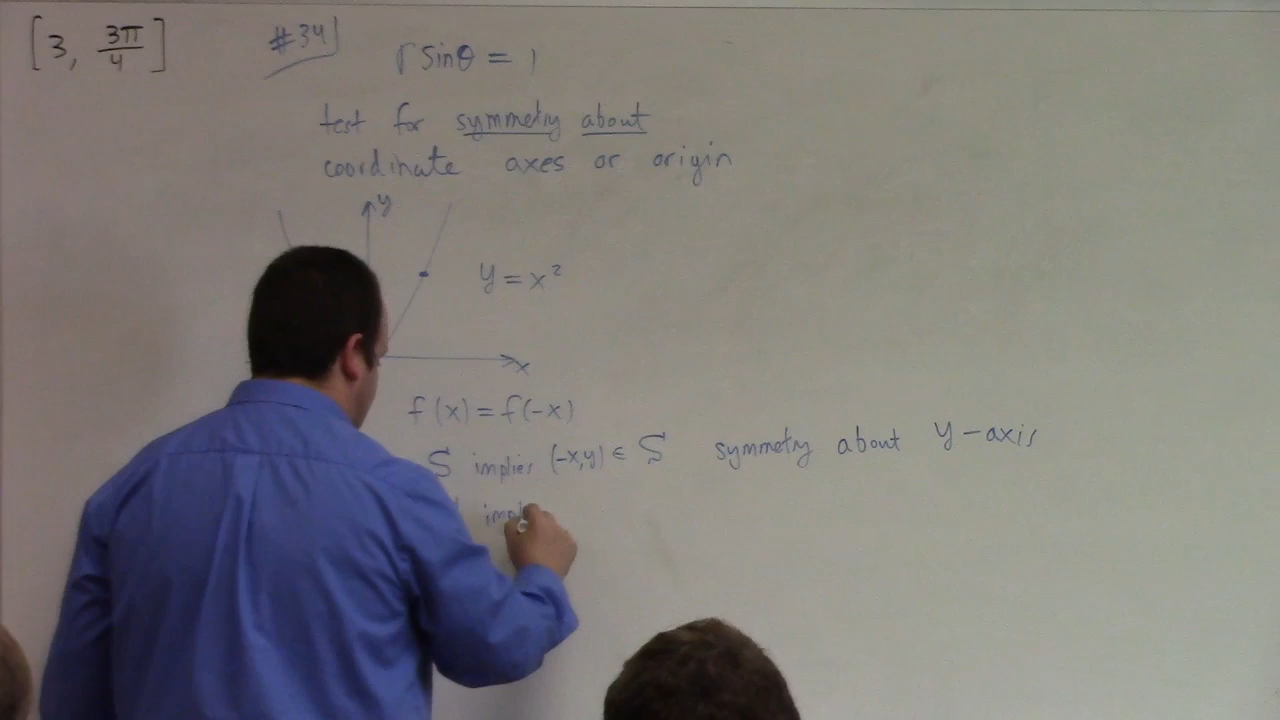 [3, 3π/4]
#34
r sinθ = 1
test for symmetry about
coordinate axes or origin
y
y = x²
x
f(x) = f(-x)
S implies (-x,y) ∈ S symmetry about y-axis